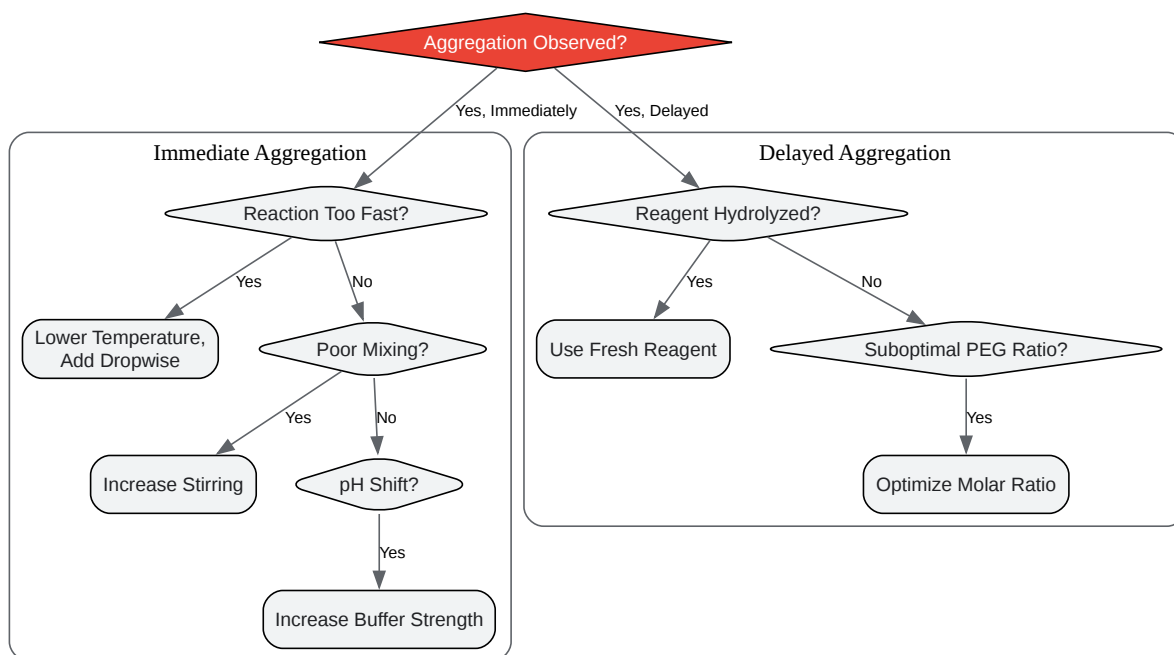 Aggregation Observed?
Yes, Immediately
Yes, Delayed
Immediate Aggregation
Reaction Too Fast?
Yes
No
Lower Temperature,
Add Dropwise
Poor Mixing?
Yes
No
Increase Stirring
pH Shift?
Yes
Increase Buffer Strength
Delayed Aggregation
Reagent Hydrolyzed?
Yes
No
Use Fresh Reagent
Suboptimal PEG Ratio?
Yes
Optimize Molar Ratio